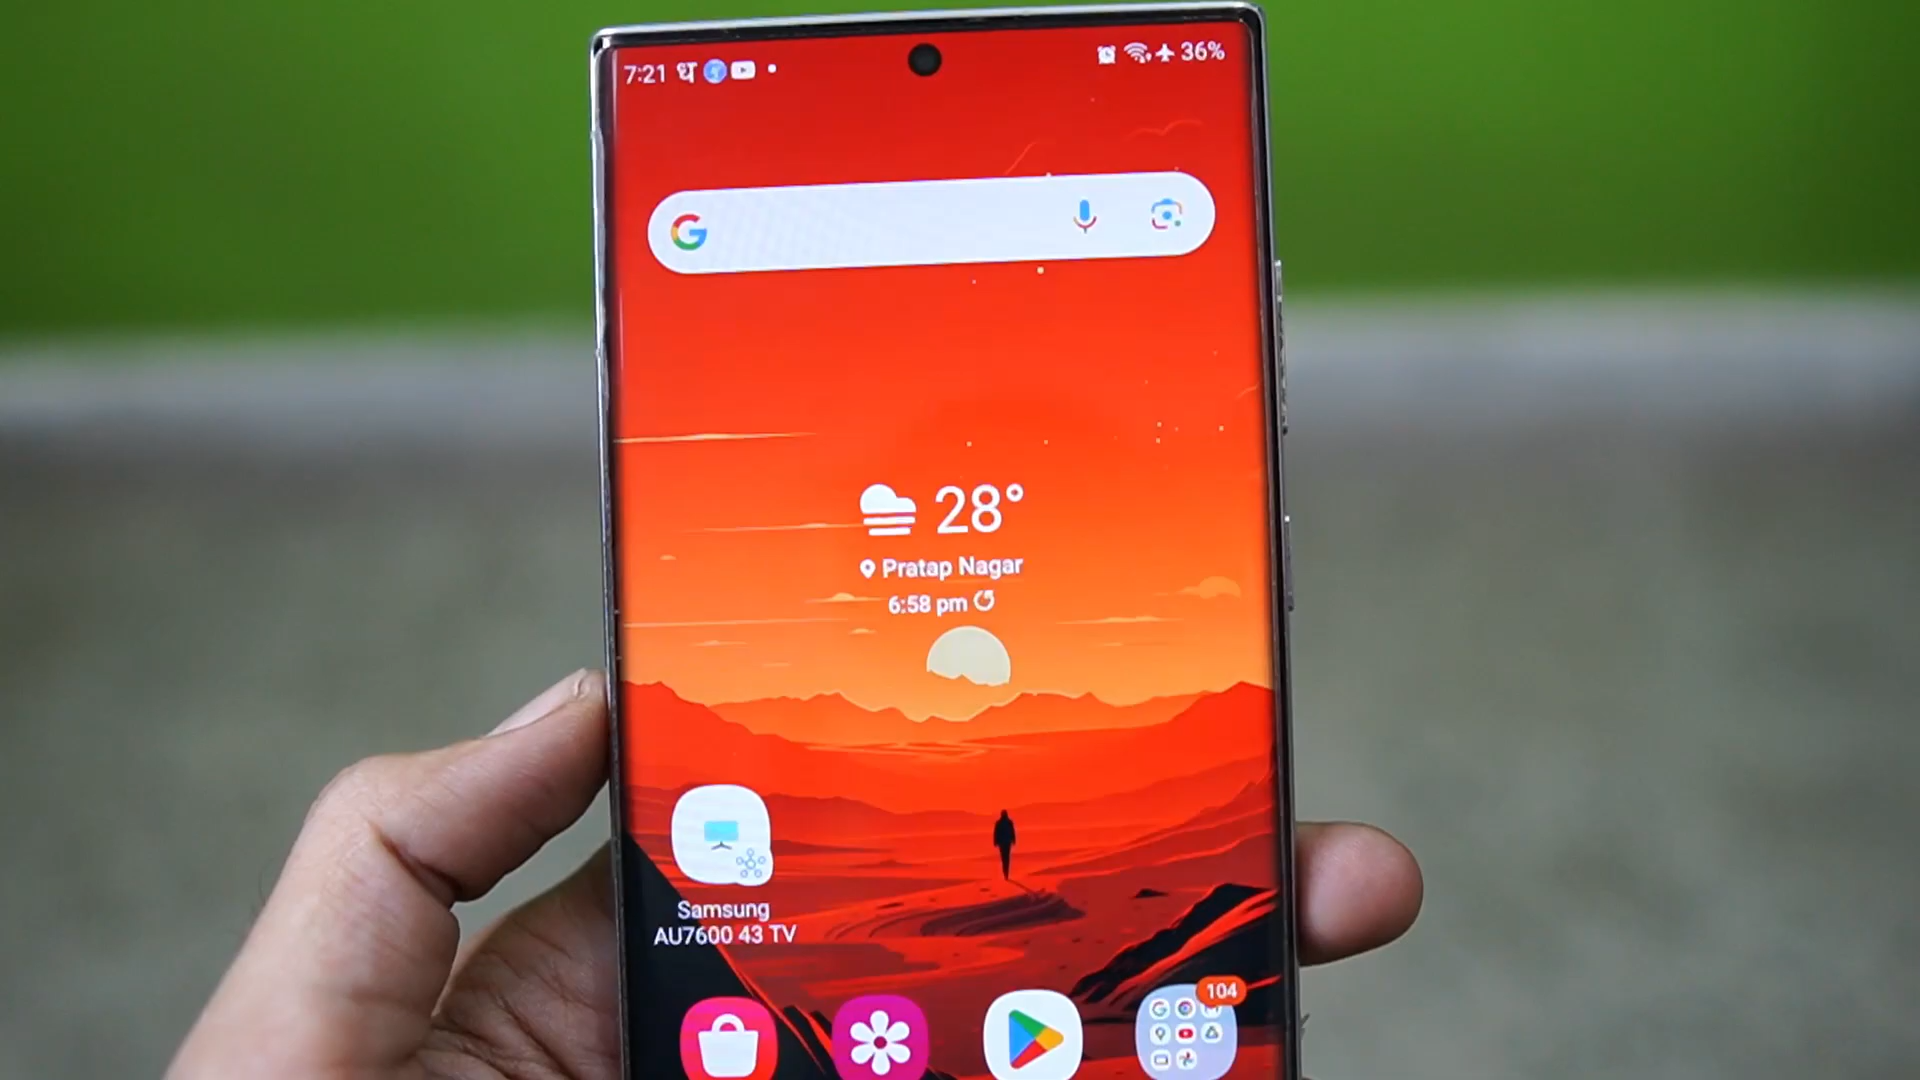 7:21 ध
36%
28°
Pratap Nagar
6:58 pm
Samsung
AU7600 43 TV
104